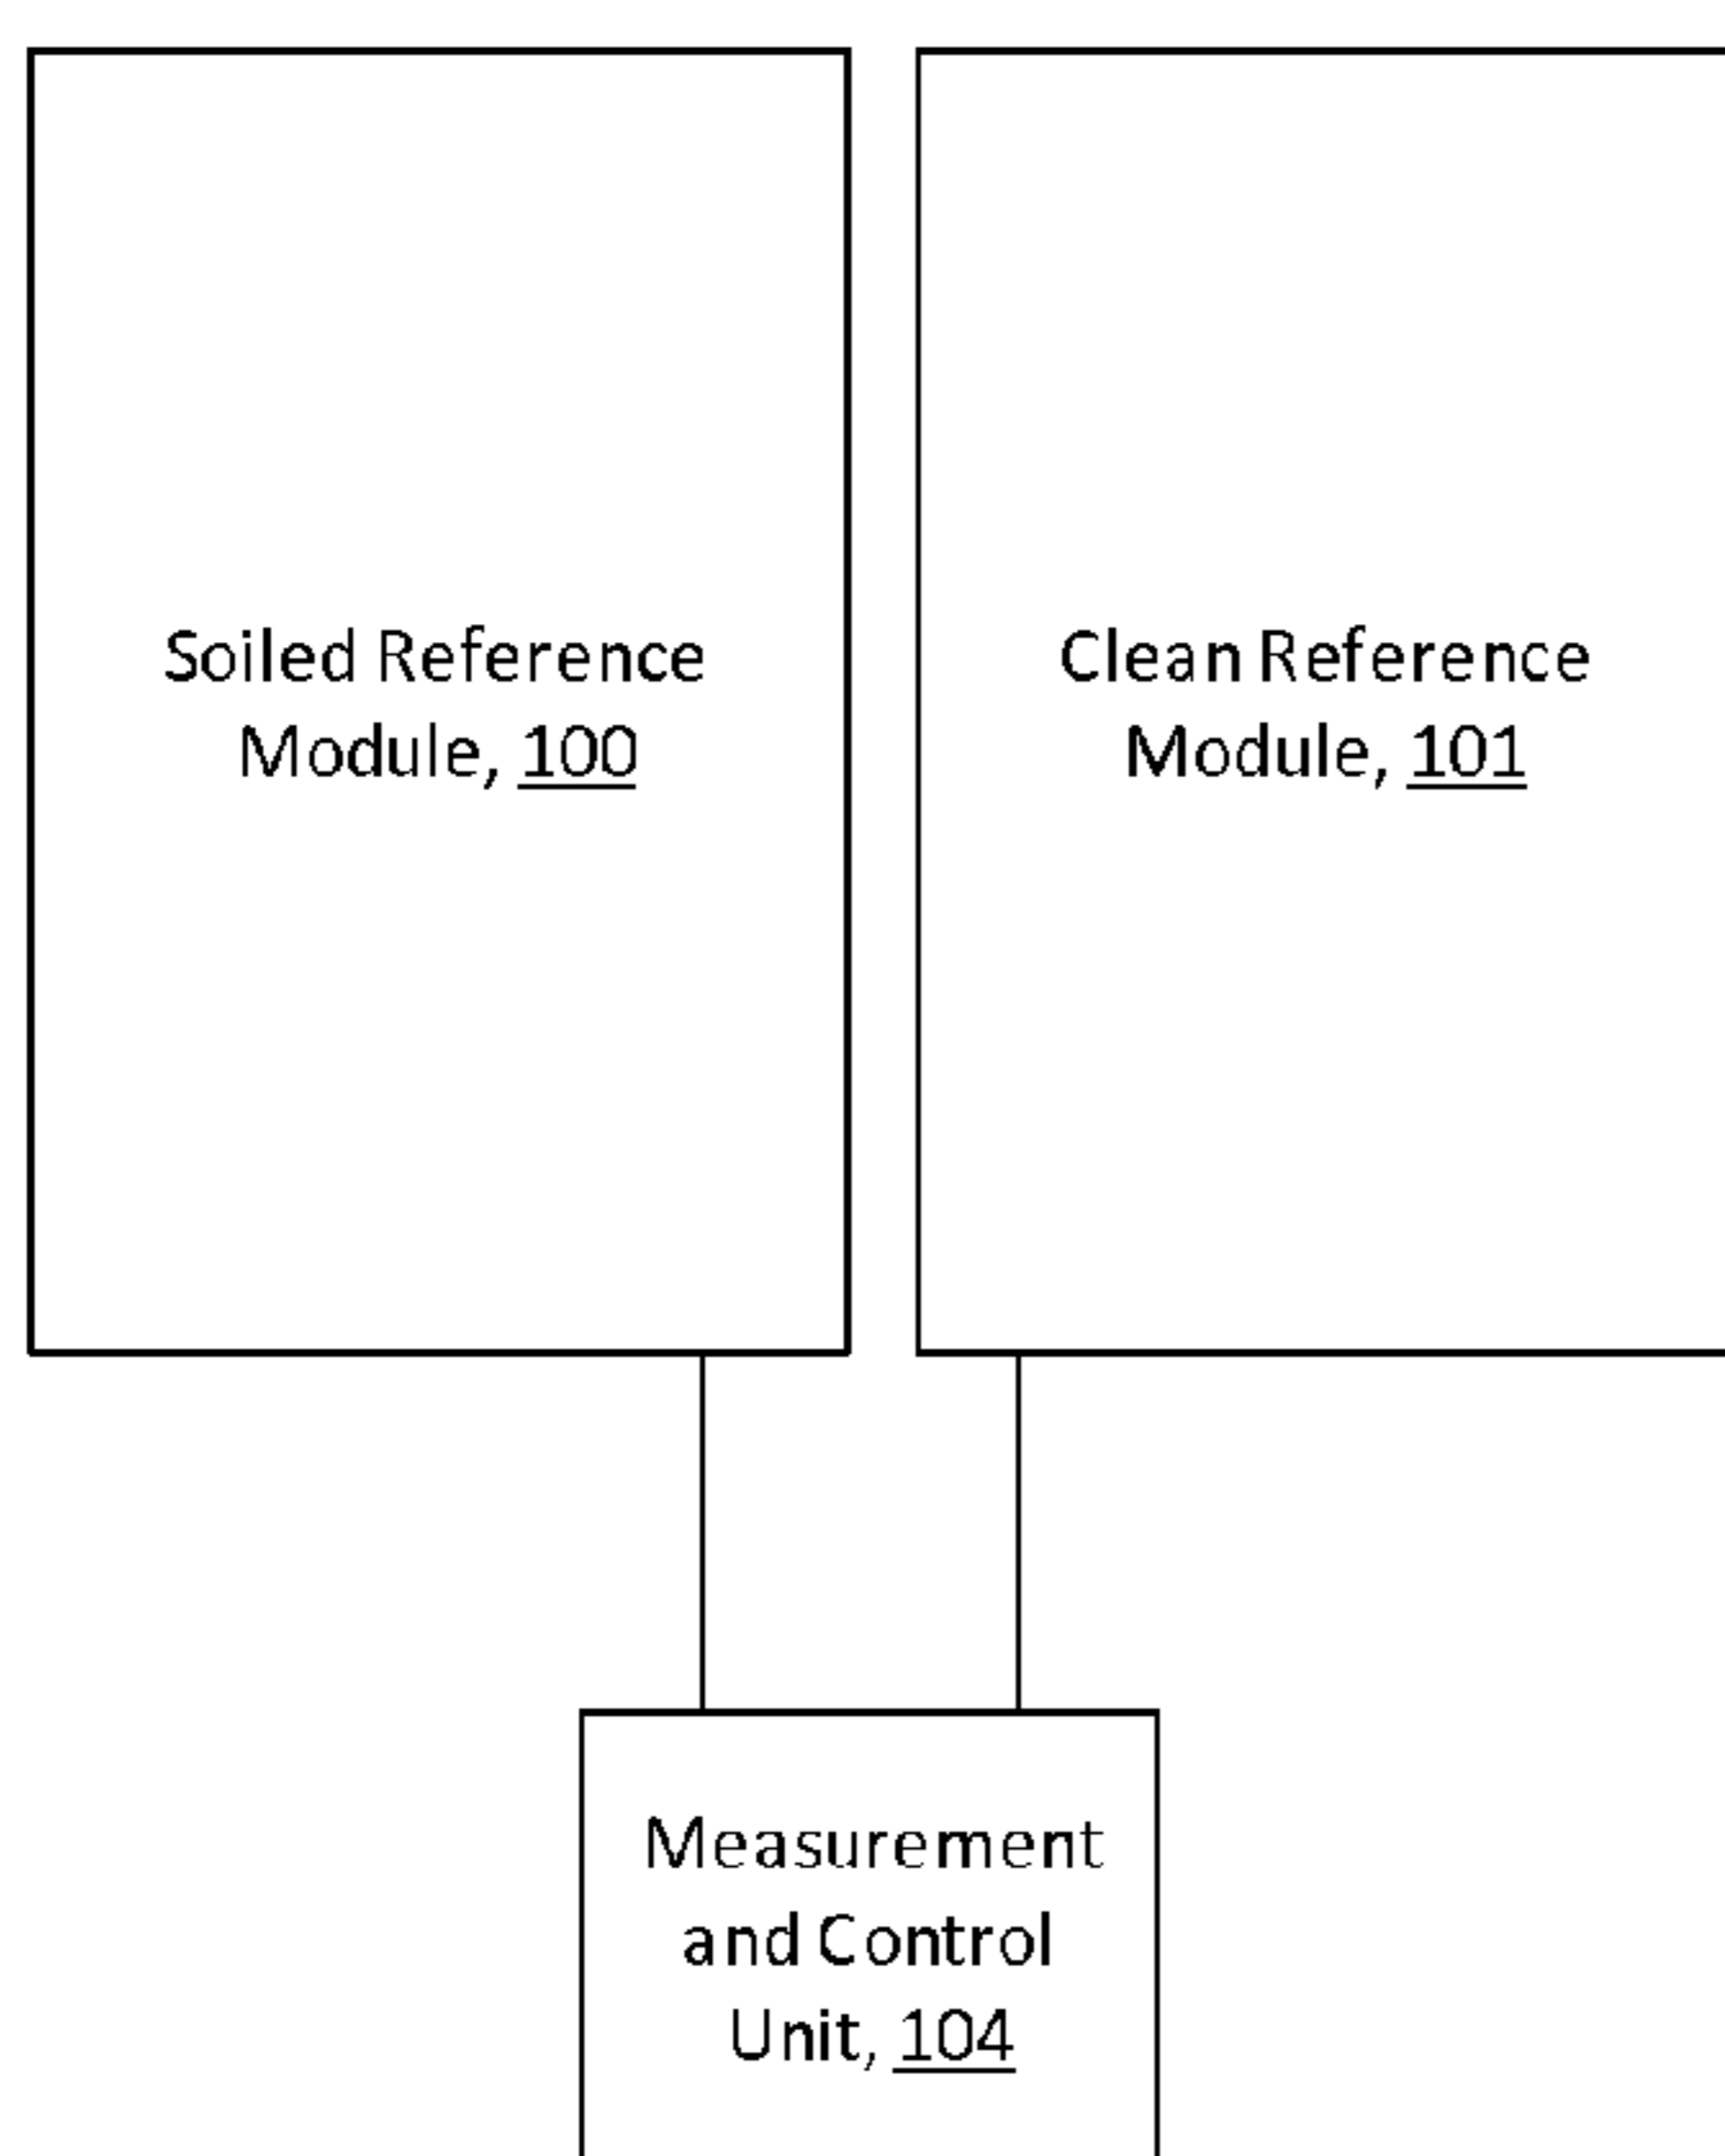 Soiled Reference
Module, 100
Clean Reference
Module, 101
Measurement
and Control
Unit, 104